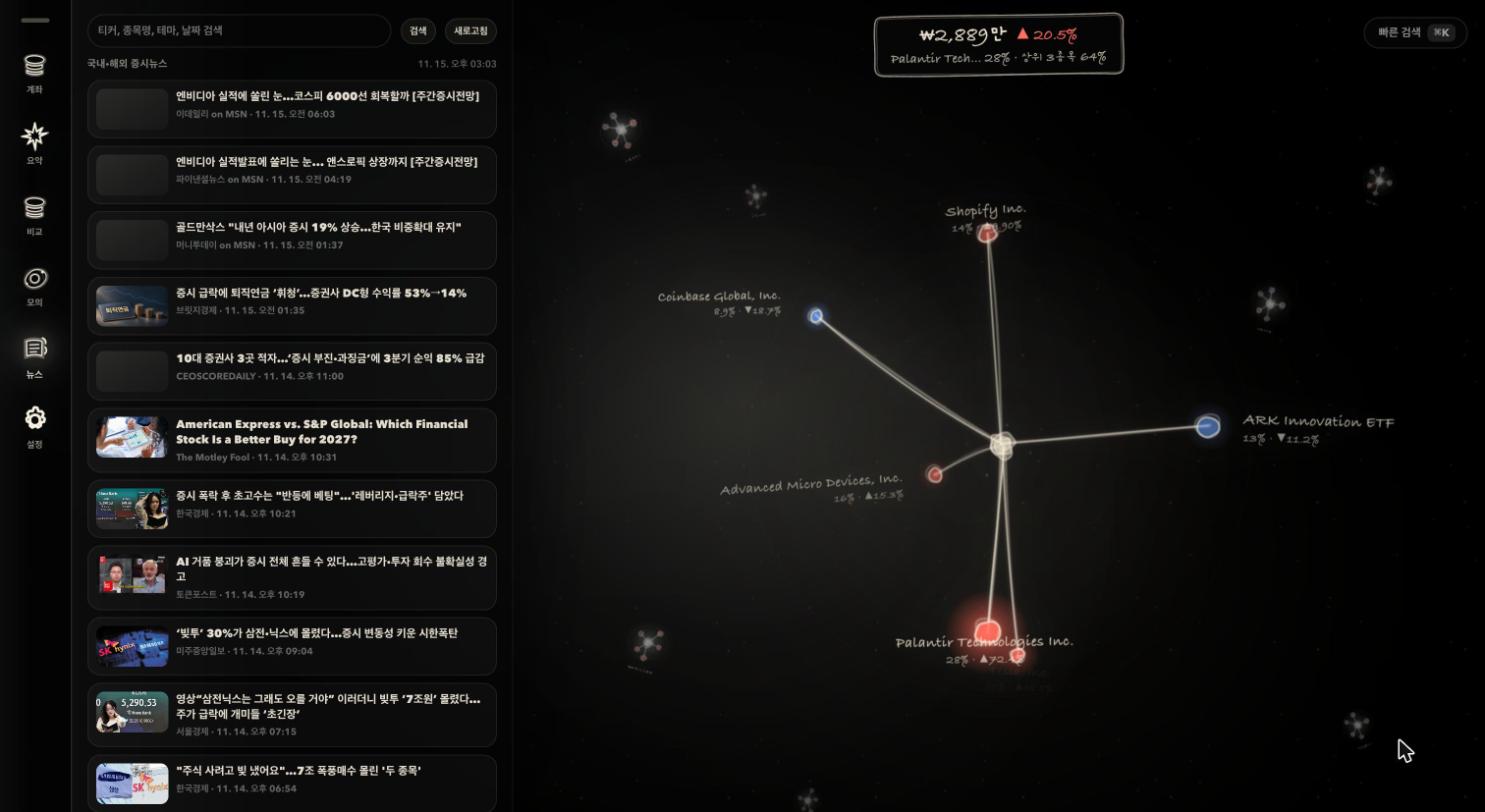 계좌
요약
비교
모의
뉴스
설정
티커, 종목명, 테마, 날짜 검색
검색
새로고침
국내·해외 증시뉴스
11. 15. 오후 03:03
엔비디아 실적에 쏠린 눈…코스피 6000선 회복할까 [주간증시전망]
이데일리 on MSN · 11. 15. 오전 06:03
엔비디아 실적발표에 쏠리는 눈… 앤스로픽 상장까지 [주간증시전망]
파이낸셜뉴스 on MSN · 11. 15. 오전 04:19
골드만삭스 "내년 아시아 증시 19% 상승…한국 비중확대 유지"
머니투데이 on MSN · 11. 15. 오전 01:37
증시 급락에 퇴직연금 ‘휘청’…증권사 DC형 수익률 53%→14%
브릿지경제 · 11. 15. 오전 01:35
퇴직연금
10대 증권사 3곳 적자…‘증시 부진·과징금’에 3분기 순익 85% 급감
CEOSCOREDAILY · 11. 14. 오후 11:00
American Express vs. S&P Global: Which Financial
Stock Is a Better Buy for 2027?
The Motley Fool · 11. 14. 오후 10:31
증시 폭락 후 초고수는 "반등에 베팅"…'레버리지·급락주' 담았다
한국경제 · 11. 14. 오후 10:21
AI 거품 붕괴가 증시 전체 흔들 수 있다…고평가·투자 회수 불확실성 경
고
토큰포스트 · 11. 14. 오후 10:19
‘빚투’ 30%가 삼전·닉스에 몰렸다…증시 변동성 키운 시한폭탄
미주중앙일보 · 11. 14. 오후 09:04
SK hynix
영상“삼전닉스는 그래도 오를 거야” 이러더니 빚투 ‘7조원’ 몰렸다…
주가 급락에 개미들 ‘초긴장’
서울경제 · 11. 14. 오후 07:15
5,290.53
"주식 사려고 빚 냈어요"…7조 폭풍매수 몰린 '두 종목'
한국경제 · 11. 14. 오후 06:54
삼성
SK hynix
₩2,889만 ▲20.5%
Palantir Tech... 28% · 상위 3종목 64%
빠른 검색 ⌘K
Shopify Inc.
14%
Coinbase Global, Inc.
8.9% · ▼18.7%
ARK Innovation ETF
13% · ▼11.2%
Advanced Micro Devices, Inc.
16% · ▲15.3%
Palantir Technologies Inc.
28% · ▲72.